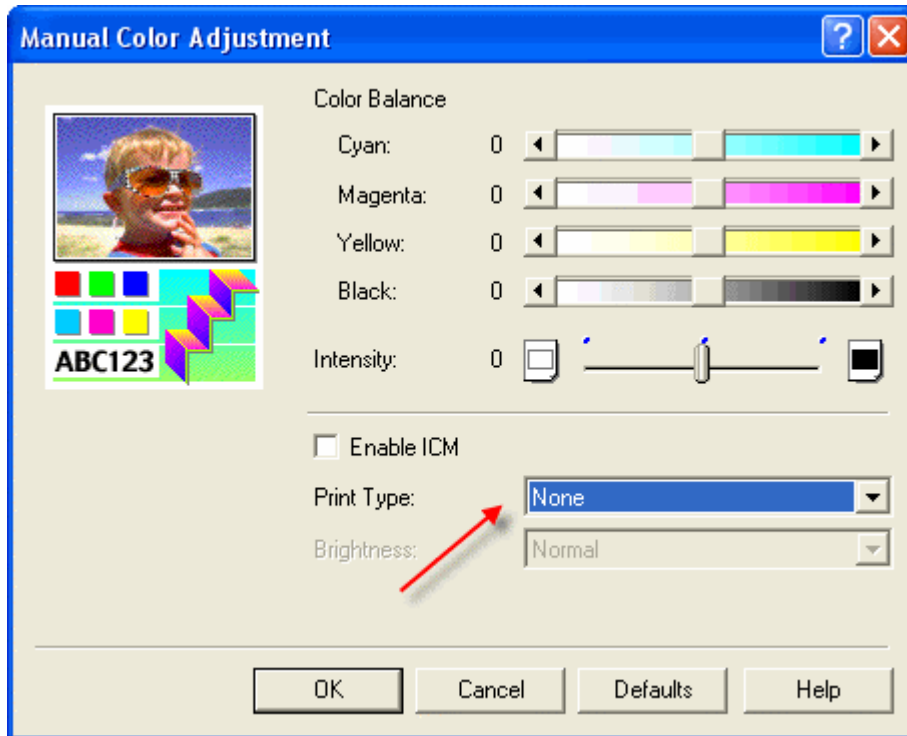 Manual Color Adjustment
Color Balance
Cyan: 0
Magenta: 0
Yellow: 0
Black: 0
ABC123
Intensity: 0
Enable ICM
Print Type: None
Brightness: Normal
OK Cancel Defaults Help